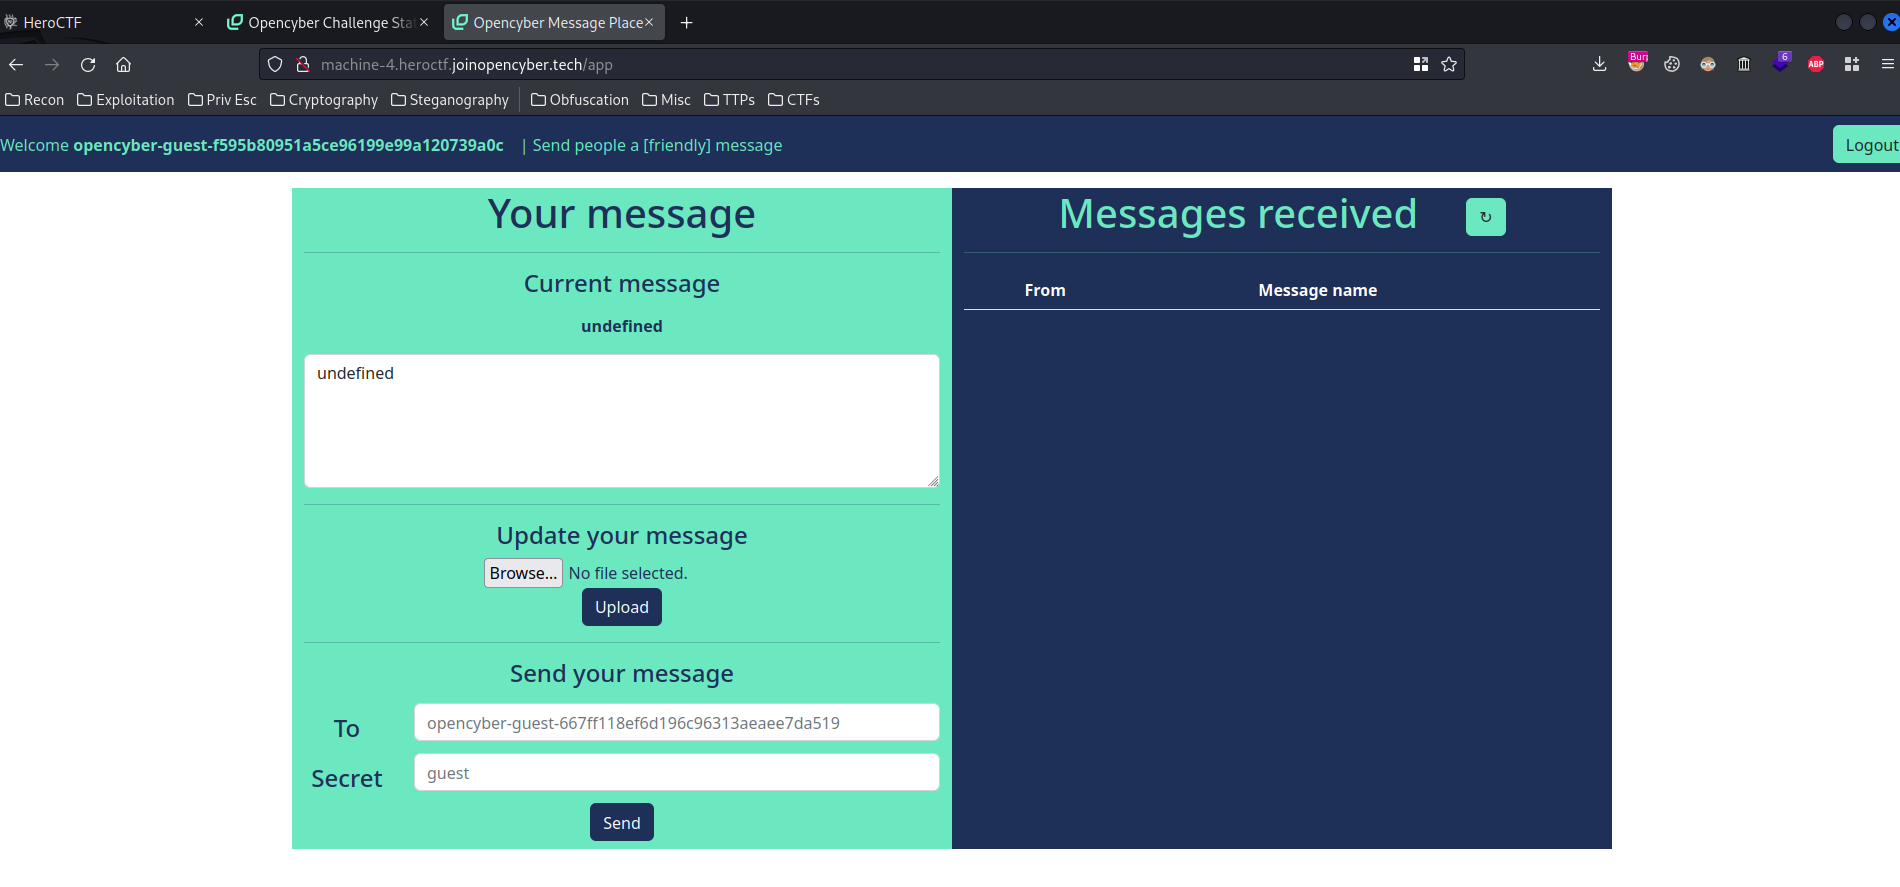 HeroCTF
Opencyber Challenge Sta
Opencyber Message Place
machine-4.heroctf.joinopencyber.tech/app
Bur
6
ABP
Recon
Exploitation
Priv Esc
Cryptography
Steganography
Obfuscation
Misc
TTPs
CTFs
Welcome opencyber-guest-f595b80951a5ce96199e99a120739a0c | Send people a [friendly] message
Logout
Your message
Current message
undefined
undefined
Update your message
Browse... No file selected.
Upload
Send your message
To
opencyber-guest-667ff118ef6d196c96313aeaee7da519
Secret
guest
Send
Messages received
↻
From
Message name